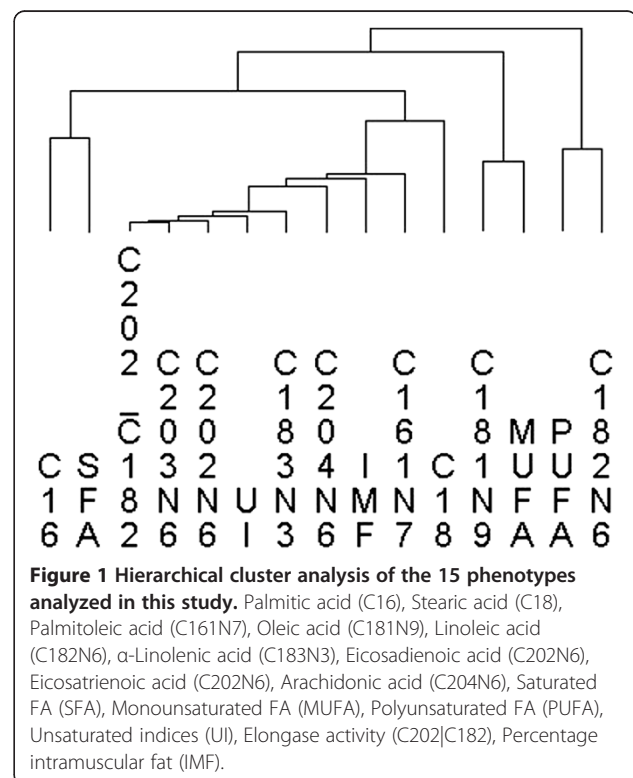 C16
SFA
C202_C182
C203N6
C202N6
UI
C183N3
C204N6
IMF
C161N7
C18
C181N9
MUFA
PUFA
C182N6
Figure 1 Hierarchical cluster analysis of the 15 phenotypes
analyzed in this study. Palmitic acid (C16), Stearic acid (C18),
Palmitoleic acid (C161N7), Oleic acid (C181N9), Linoleic acid
(C182N6), α-Linolenic acid (C183N3), Eicosadienoic acid (C202N6),
Eicosatrienoic acid (C202N6), Arachidonic acid (C204N6), Saturated
FA (SFA), Monounsaturated FA (MUFA), Polyunsaturated FA (PUFA),
Unsaturated indices (UI), Elongase activity (C202|C182), Percentage
intramuscular fat (IMF).